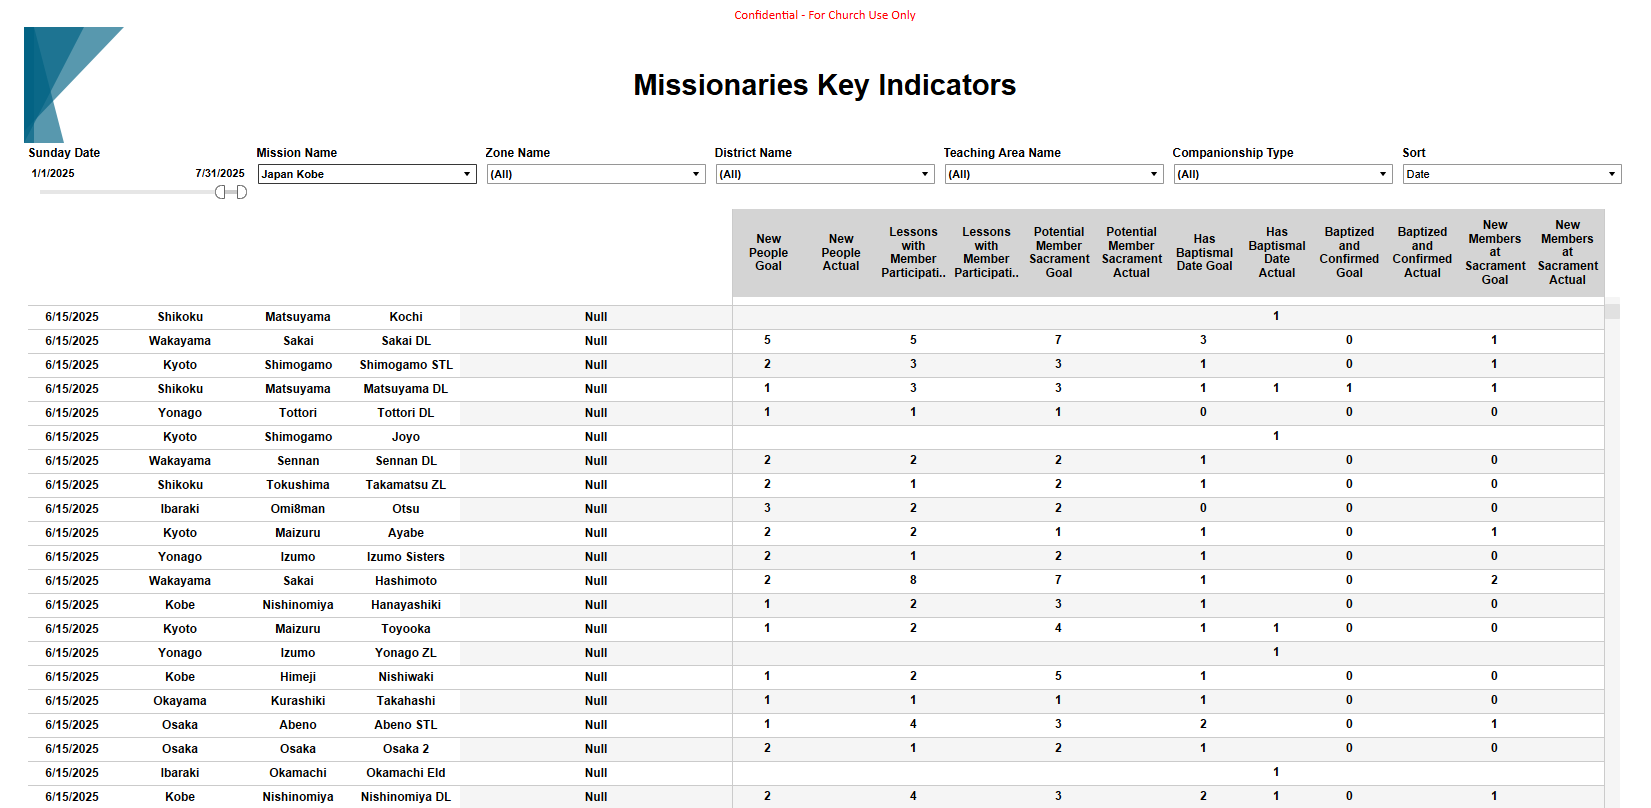 Confidential - For Church Use Only
Missionaries Key Indicators
Sunday Date
1/1/2025 7/31/2025
Mission Name
Japan Kobe
Zone Name
(All)
District Name
(All)
Teaching Area Name
(All)
Companionship Type
(All)
Sort
Date
New People Goal
New People Actual
Lessons with Member Participati..
Lessons with Member Participati..
Potential Member Sacrament Goal
Potential Member Sacrament Actual
Has Baptismal Date Goal
Has Baptismal Date Actual
Baptized and Confirmed Goal
Baptized and Confirmed Actual
New Members at Sacrament Goal
New Members at Sacrament Actual
6/15/2025 Shikoku Matsuyama Kochi Null 1
6/15/2025 Wakayama Sakai Sakai DL Null 5 5 7 3 0 1
6/15/2025 Kyoto Shimogamo Shimogamo STL Null 2 3 3 1 0 1
6/15/2025 Shikoku Matsuyama Matsuyama DL Null 1 3 3 1 1 1 1
6/15/2025 Yonago Tottori Tottori DL Null 1 1 1 0 0 0
6/15/2025 Kyoto Shimogamo Joyo Null 1
6/15/2025 Wakayama Sennan Sennan DL Null 2 2 2 1 0 0
6/15/2025 Shikoku Tokushima Takamatsu ZL Null 2 1 2 1 0 0
6/15/2025 Ibaraki Omi8man Otsu Null 3 2 2 0 0 0
6/15/2025 Kyoto Maizuru Ayabe Null 2 2 1 1 0 1
6/15/2025 Yonago Izumo Izumo Sisters Null 2 1 2 1 0 0
6/15/2025 Wakayama Sakai Hashimoto Null 2 8 7 1 0 2
6/15/2025 Kobe Nishinomiya Hanayashiki Null 1 2 3 1 0 0
6/15/2025 Kyoto Maizuru Toyooka Null 1 2 4 1 1 0 0
6/15/2025 Yonago Izumo Yonago ZL Null 1
6/15/2025 Kobe Himeji Nishiwaki Null 1 2 5 1 0 0
6/15/2025 Okayama Kurashiki Takahashi Null 1 1 1 1 0 0
6/15/2025 Osaka Abeno Abeno STL Null 1 4 3 2 0 1
6/15/2025 Osaka Osaka Osaka 2 Null 2 1 2 1 0 0
6/15/2025 Ibaraki Okamachi Okamachi Eld Null 1
6/15/2025 Kobe Nishinomiya Nishinomiya DL Null 2 4 3 2 1 0 1